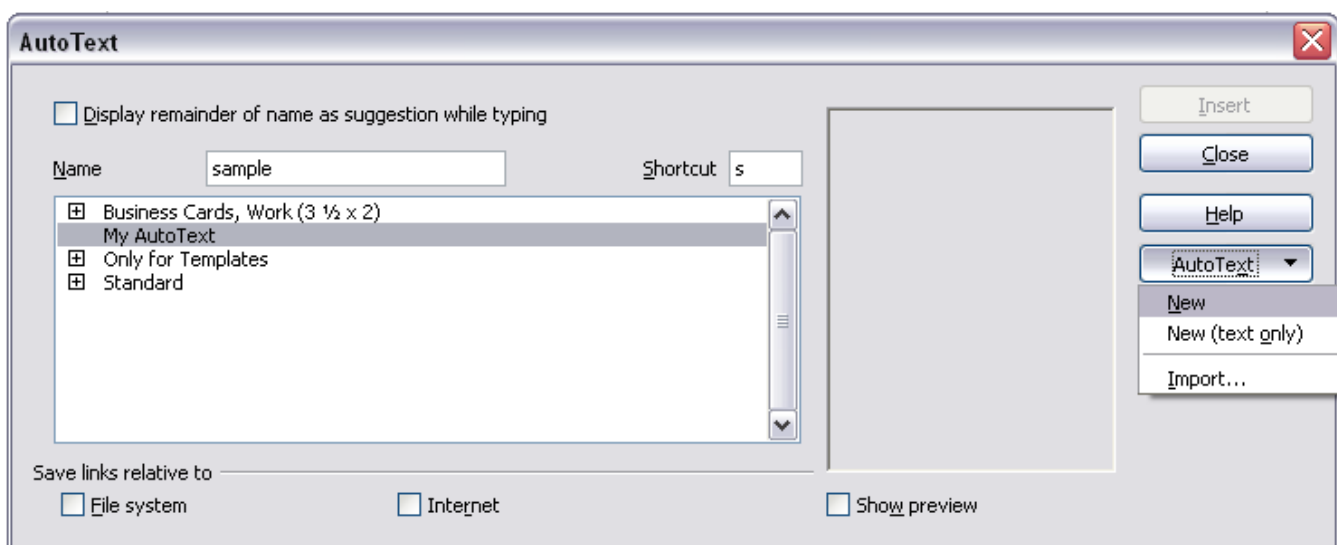 AutoText
Display remainder of name as suggestion while typing
Insert
Close
Name sample Shortcut s
Business Cards, Work (3 ½ x 2)
My AutoText
Only for Templates
Standard
Help
AutoText
New
New (text only)
Import...
Save links relative to
File system Internet Show preview